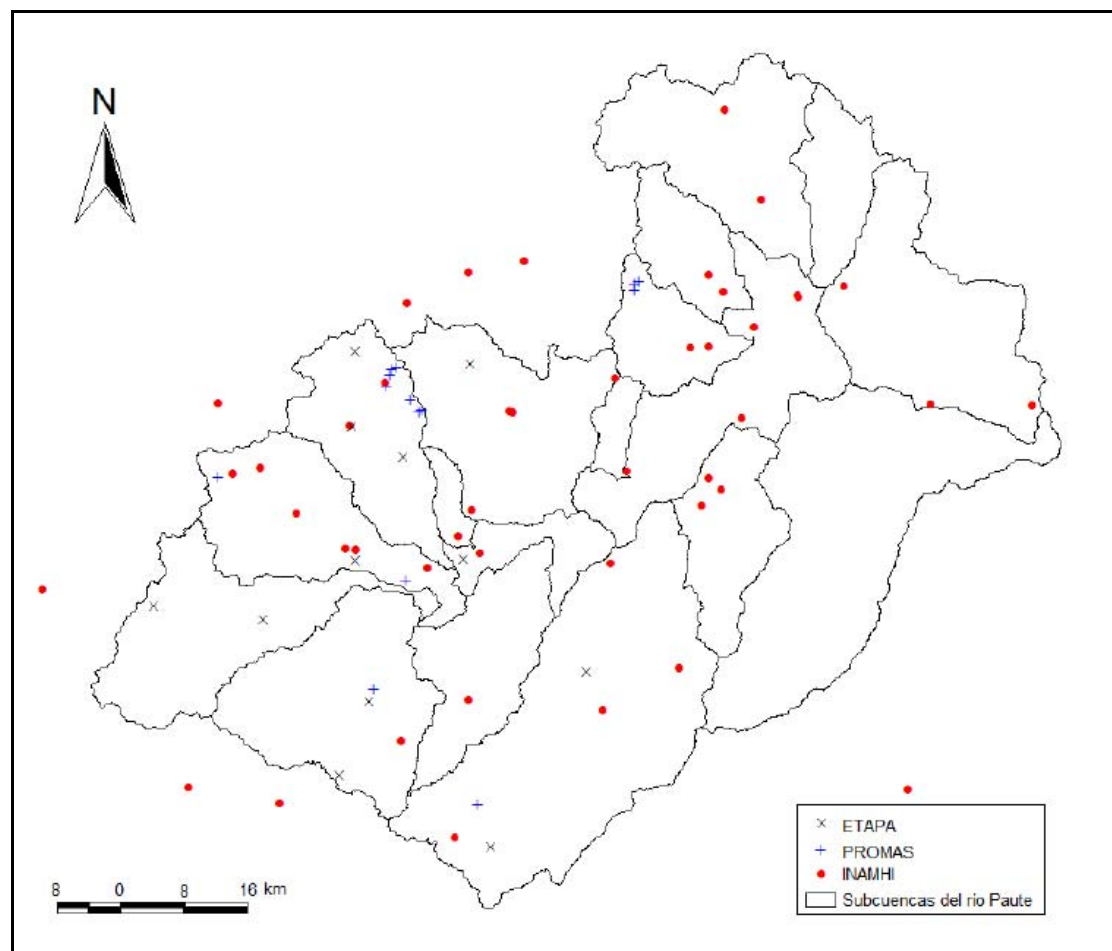 N
ETAPA
PROMAS
INAMHI
Subcuencas del río Paute
8 0 8 16 km